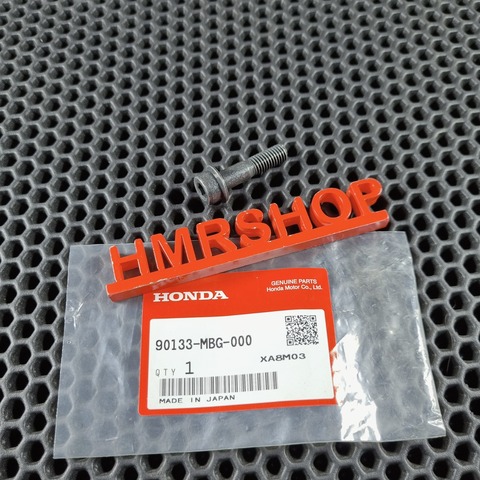 HMRSHOP
HONDA
GENUINE PARTS
Honda Motor Co., Ltd.
90133-MBG-000
XA8M03
QTY 1
MADE IN JAPAN